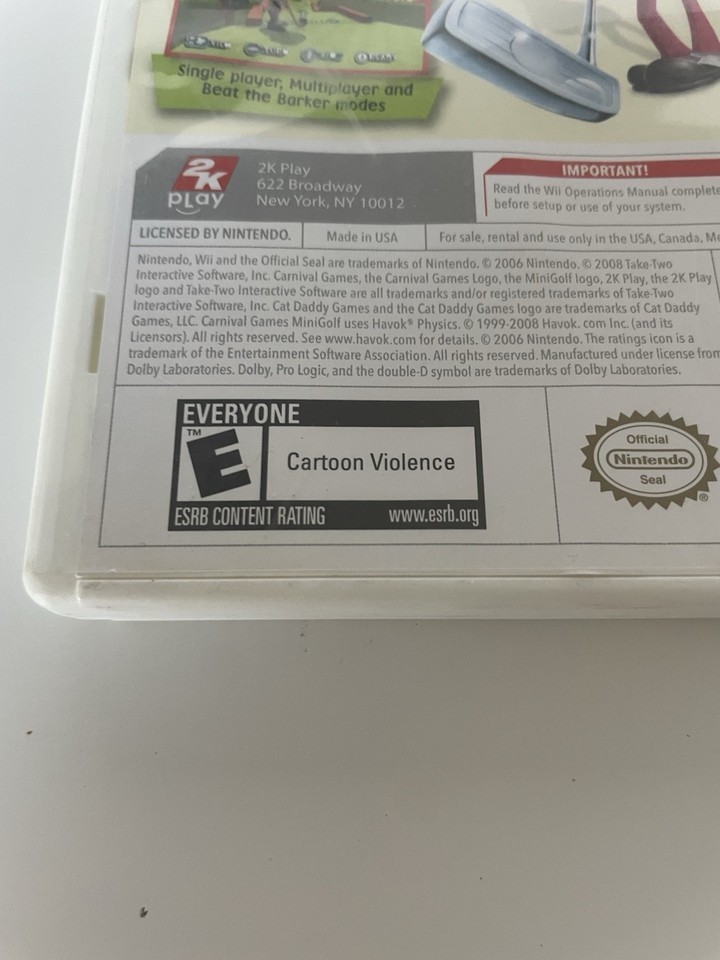 Single player, Multiplayer and
Beat the Barker modes
2K
PLay
2K Play
622 Broadway
New York, NY 10012
IMPORTANT!
Read the Wii Operations Manual complete
before setup or use of your system.
LICENSED BY NINTENDO.
Made in USA
For sale, rental and use only in the USA, Canada, Me
Nintendo, Wii and the Official Seal are trademarks of Nintendo. © 2006 Nintendo. © 2008 Take-Two
Interactive Software, Inc. Carnival Games, the Carnival Games Logo, the MiniGolf logo, 2K Play, the 2K Play
logo and Take-Two Interactive Software are all trademarks and/or registered trademarks of Take-Two
Interactive Software, Inc. Cat Daddy Games and the Cat Daddy Games logo are trademarks of Cat Daddy
Games, LLC. Carnival Games MiniGolf uses Havok® Physics. © 1999-2008 Havok. com Inc. (and its
Licensors). All rights reserved. See www.havok.com for details. © 2006 Nintendo. The ratings icon is a
trademark of the Entertainment Software Association. All rights reserved. Manufactured under license from
Dolby Laboratories. Dolby, Pro Logic, and the double-D symbol are trademarks of Dolby Laboratories.
EVERYONE
TM
E
Cartoon Violence
ESRB CONTENT RATING
www.esrb.org
Official
Nintendo
Seal
®